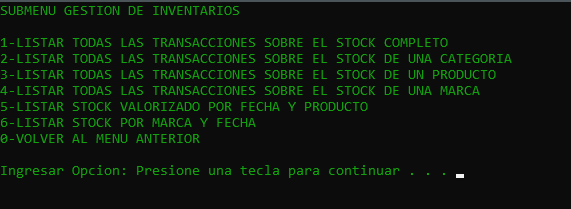 SUBMENU GESTION DE INVENTARIOS
1-LISTAR TODAS LAS TRANSACCIONES SOBRE EL STOCK COMPLETO
2-LISTAR TODAS LAS TRANSACCIONES SOBRE EL STOCK DE UNA CATEGORIA
3-LISTAR TODAS LAS TRANSACCIONES SOBRE EL STOCK DE UN PRODUCTO
4-LISTAR TODAS LAS TRANSACCIONES SOBRE EL STOCK DE UNA MARCA
5-LISTAR STOCK VALORIZADO POR FECHA Y PRODUCTO
6-LISTAR STOCK POR MARCA Y FECHA
0-VOLVER AL MENU ANTERIOR
Ingresar Opcion: Presione una tecla para continuar . . .